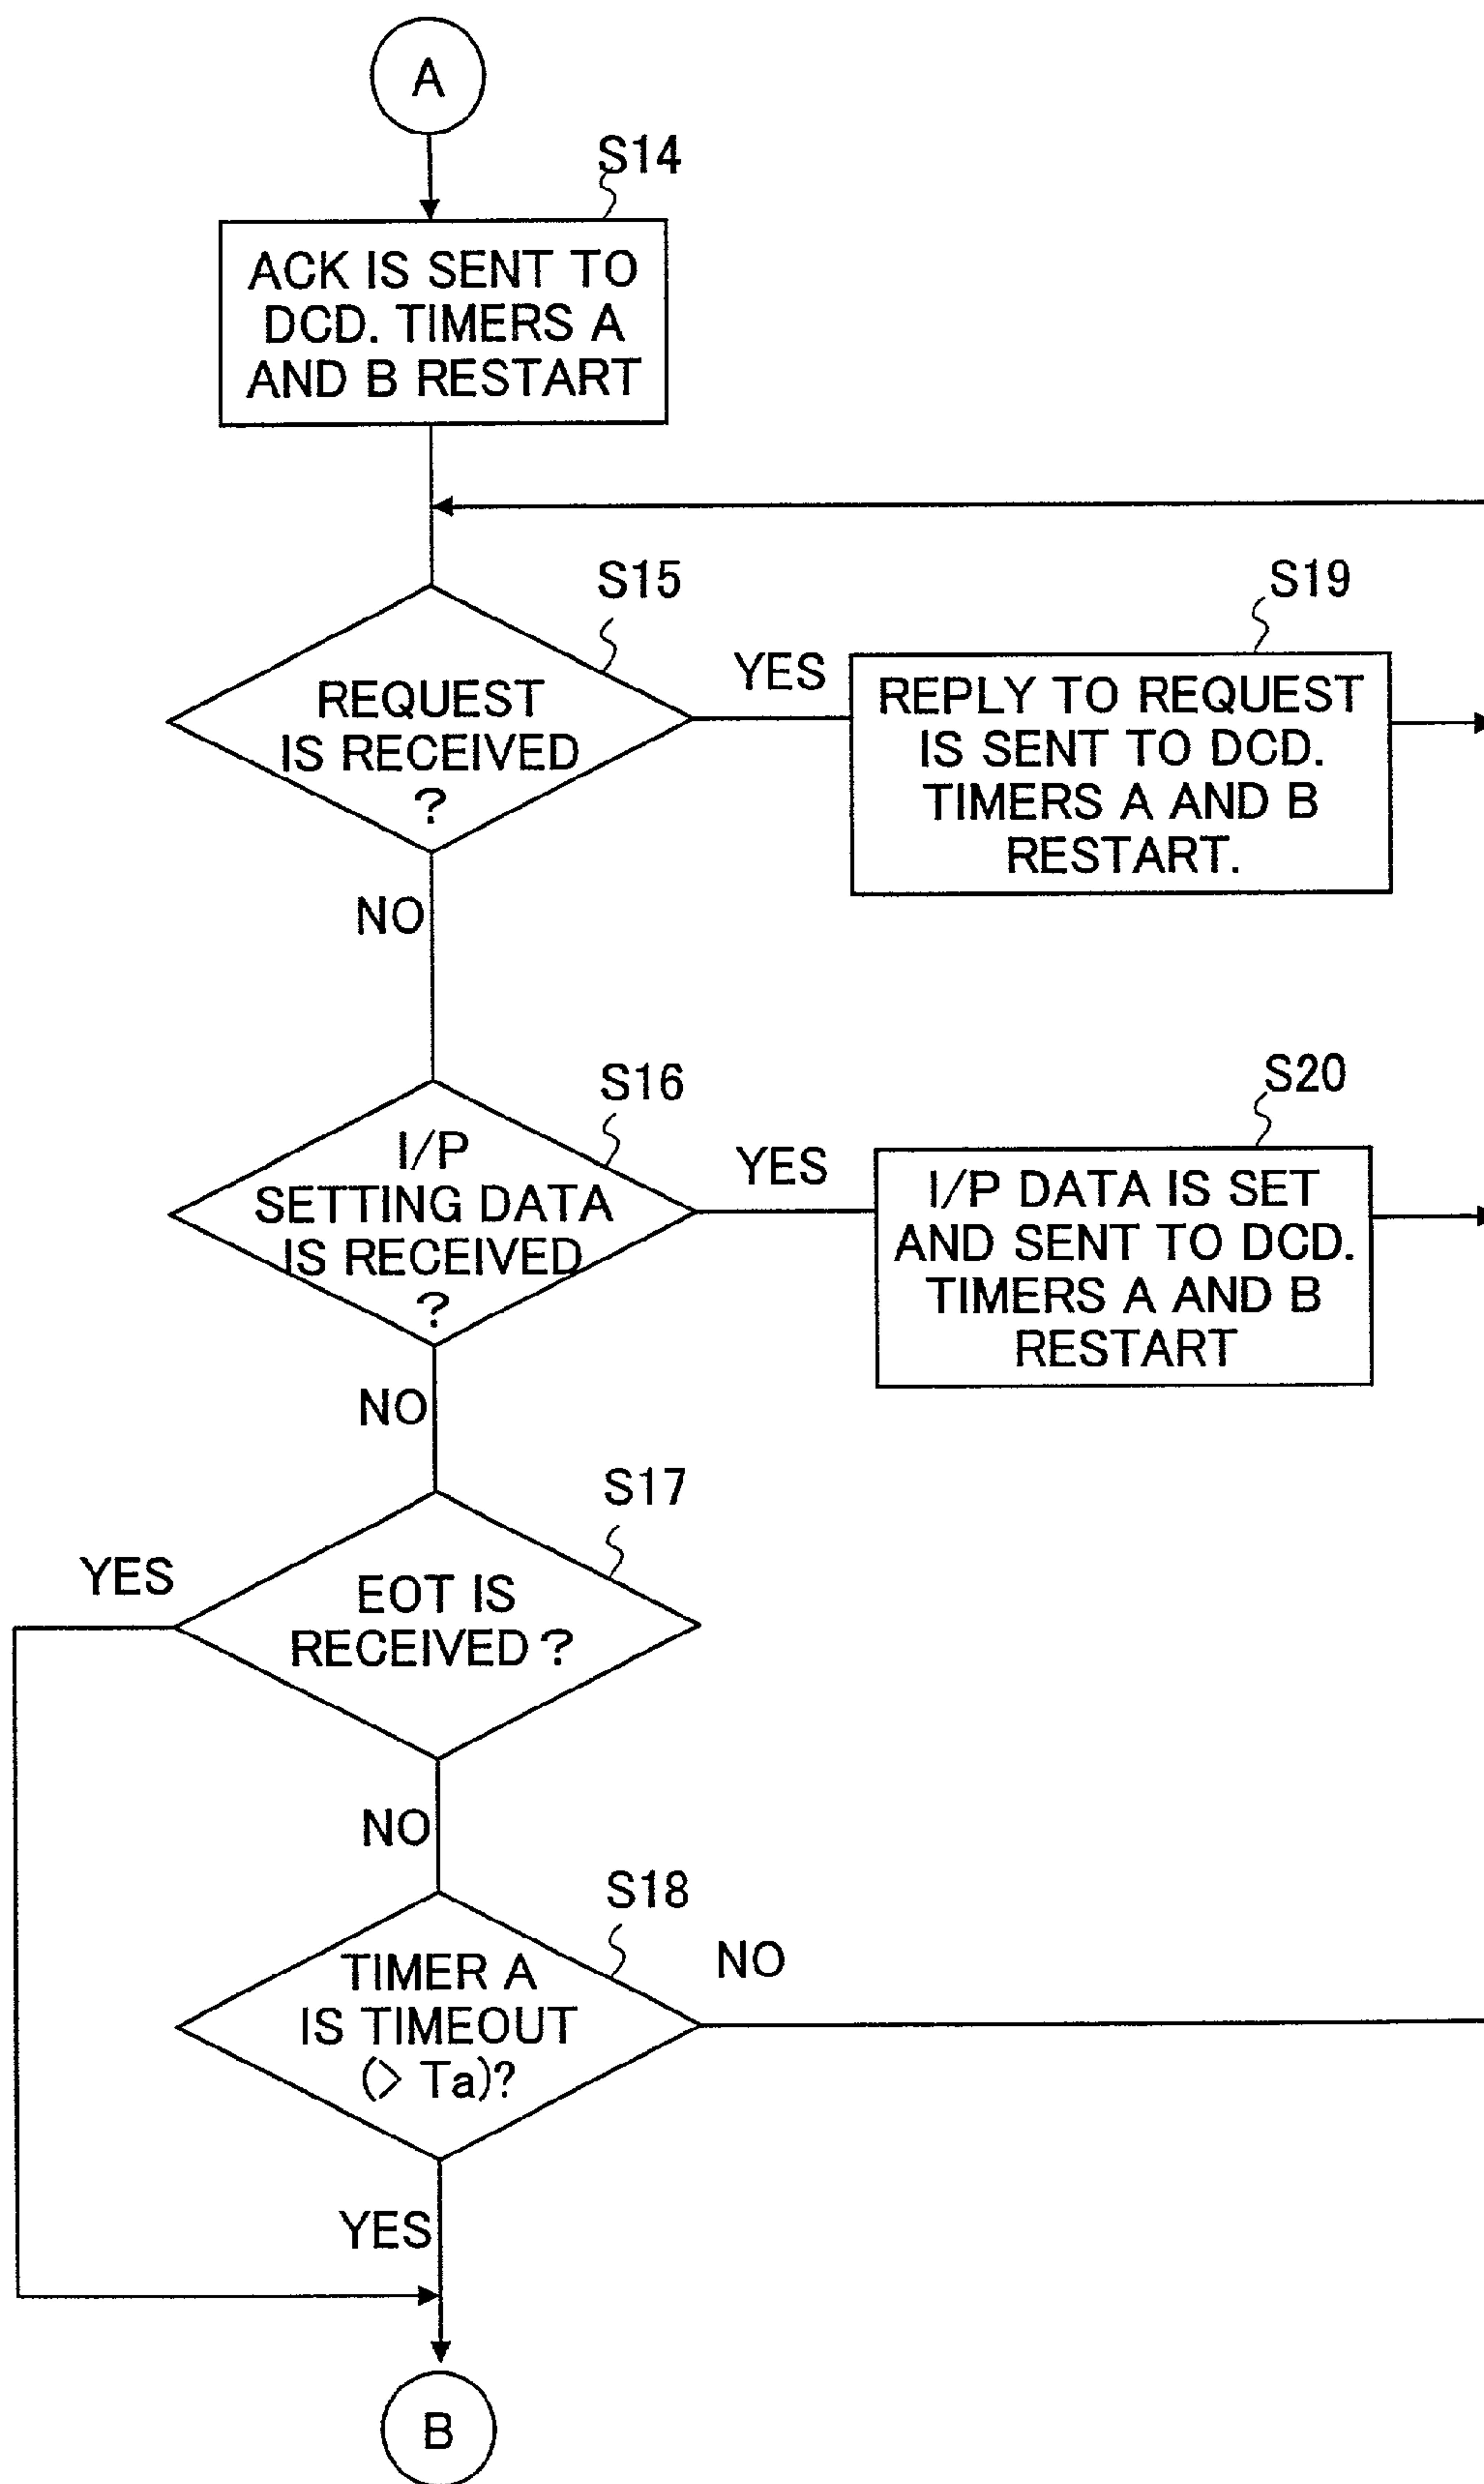 A
S14
ACK IS SENT TO
DCD. TIMERS A
AND B RESTART
S15
REQUEST
IS RECEIVED
?
YES
S19
REPLY TO REQUEST
IS SENT TO DCD.
TIMERS A AND B
RESTART.
NO
S16
I/P
SETTING DATA
IS RECEIVED
?
YES
S20
I/P DATA IS SET
AND SENT TO DCD.
TIMERS A AND B
RESTART
NO
S17
YES
EOT IS
RECEIVED ?
NO
S18
TIMER A
IS TIMEOUT
(> Ta)?
NO
YES
B